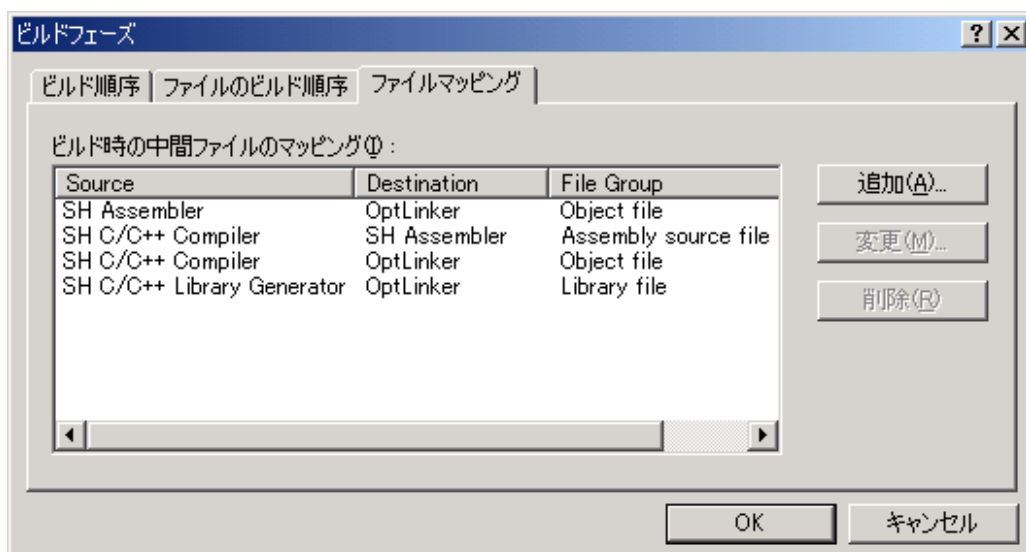 ビルドフェーズ
ビルド順序 ファイルのビルド順序 ファイルマッピング
ビルド時の中間ファイルのマッピング(I):
Source Destination File Group
SH Assembler OptLinker Object file
SH C/C++ Compiler SH Assembler Assembly source file
SH C/C++ Compiler OptLinker Object file
SH C/C++ Library Generator OptLinker Library file
追加(A)...
変更(M)...
削除(R)
OK キャンセル